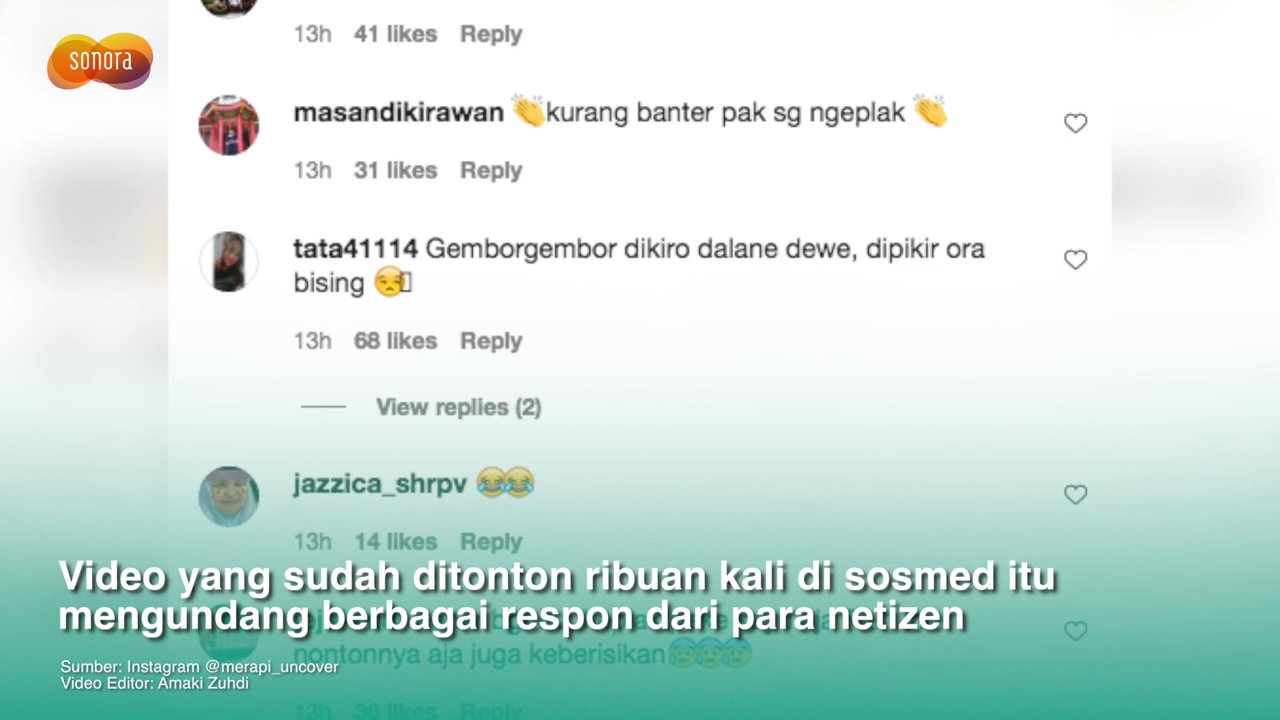 sonora
13h 41 likes Reply
masandikirawan 👏kurang banter pak sg ngeplak 👏
13h 31 likes Reply
tata41114 Gemborgembor dikiro dalane dewe, dipikir ora
bising 😒
13h 68 likes Reply
View replies (2)
jazzica_shrpv 😂😂
13h 14 likes Reply
Video yang sudah ditonton ribuan kali di sosmed itu
mengundang berbagai respon dari para netizen
nontonnya aja juga keberisikan
13h 36 likes Reply
Sumber: Instagram @merapi_uncover
Video Editor: Amaki Zuhdi